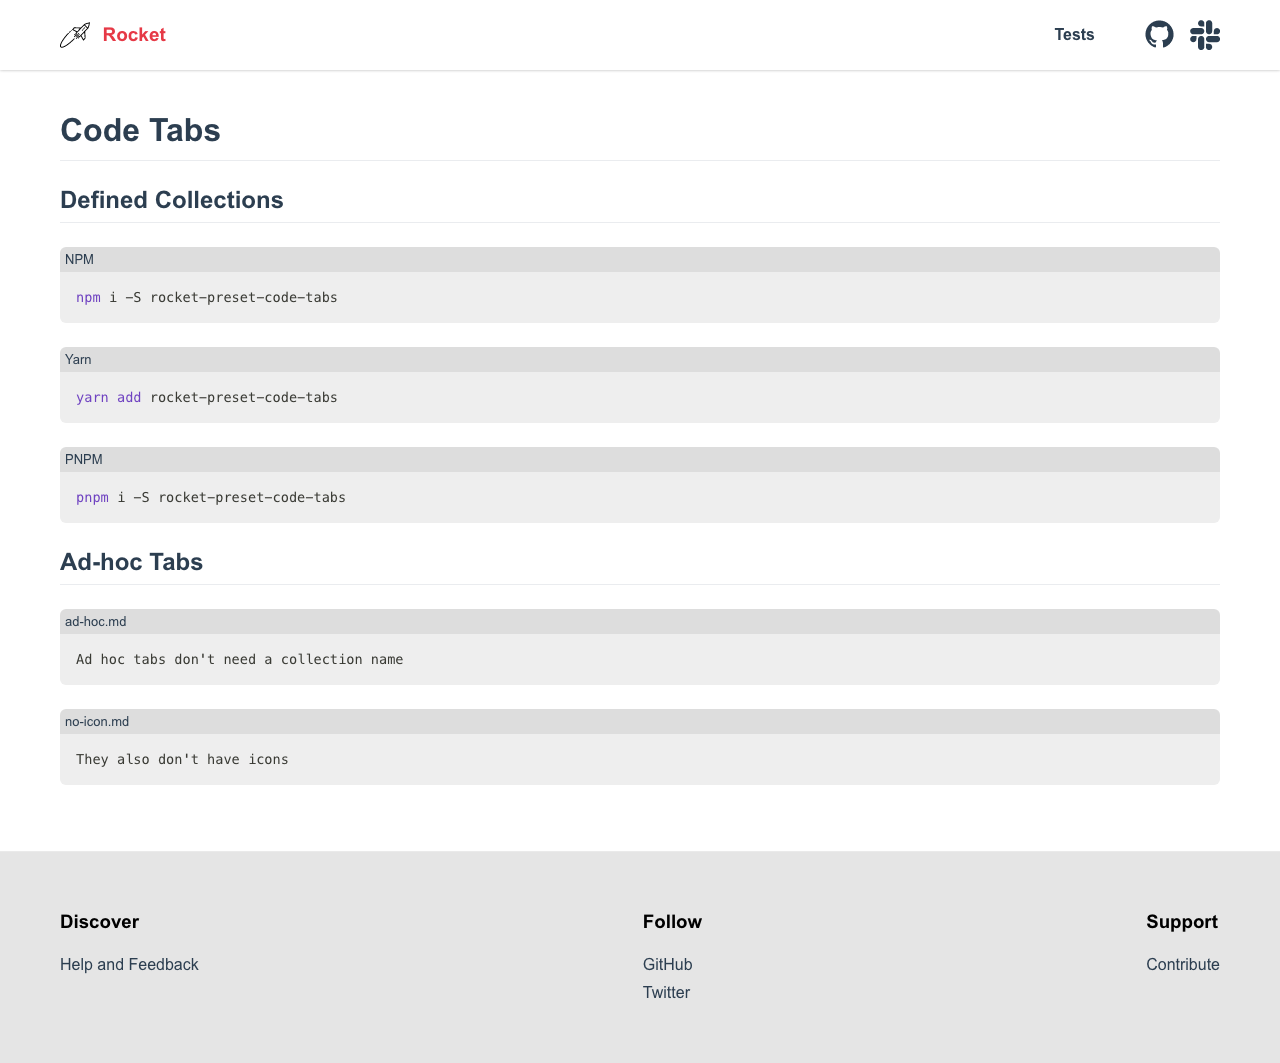 Rocket
Tests
Code Tabs
Defined Collections
NPM
npm i -S rocket-preset-code-tabs
Yarn
yarn add rocket-preset-code-tabs
PNPM
pnpm i -S rocket-preset-code-tabs
Ad-hoc Tabs
ad-hoc.md
Ad hoc tabs don't need a collection name
no-icon.md
They also don't have icons
Discover
Help and Feedback
Follow
GitHub
Twitter
Support
Contribute